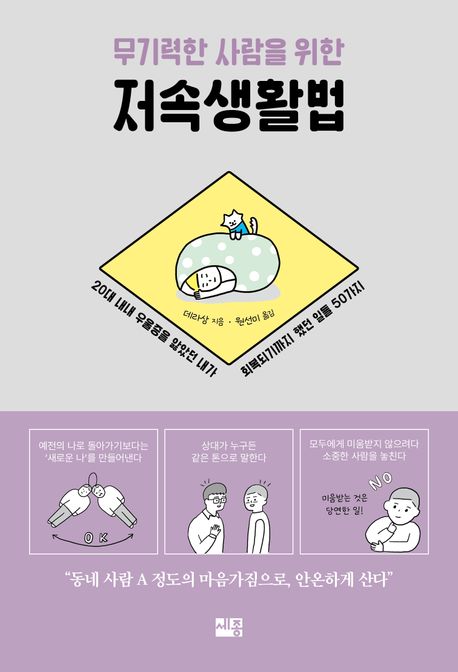 무기력한 사람을 위한
저속생활법
데라상 지음 · 원선미 옮김
20대 내내 우울증을 앓았던 내가
회복되기까지 했던 일들 50가지
예전의 나로 돌아가기보다는
‘새로운 나’를 만들어낸다
OK
상대가 누구든
같은 톤으로 말한다
모두에게 미움받지 않으려다
소중한 사람을 놓친다
NO
미움받는 것은
당연한 일!
“동네 사람 A 정도의 마음가짐으로, 안온하게 산다”
세종